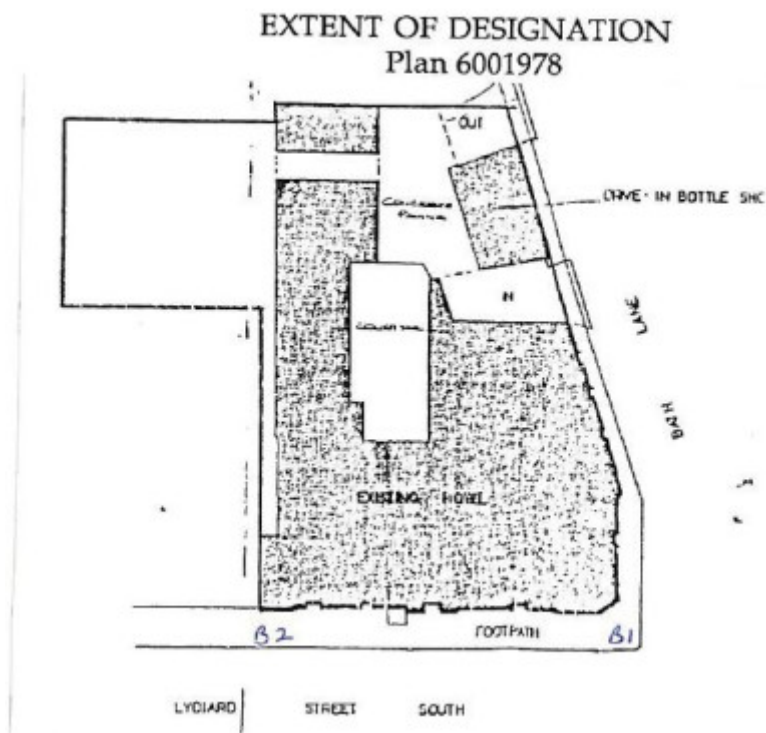 EXTENT OF DESIGNATION
Plan 6001978
OUT
DRIVE-IN BOTTLE SHO
IN
LANE
BATH
EXISTING HOTEL
B2
FOOTPATH
B1
LYDIARD STREET SOUTH